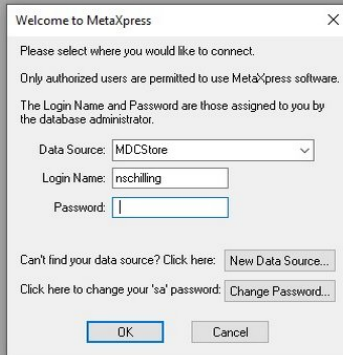 Welcome to MetaXpress
Please select where you would like to connect.
Only authorized users are permitted to use MetaXpress software.
The Login Name and Password are those assigned to you by
the database administrator.
Data Source: MDCStore
Login Name: nschilling
Password:
Can't find your data source? Click here: New Data Source...
Click here to change your 'sa' password: Change Password...
OK Cancel